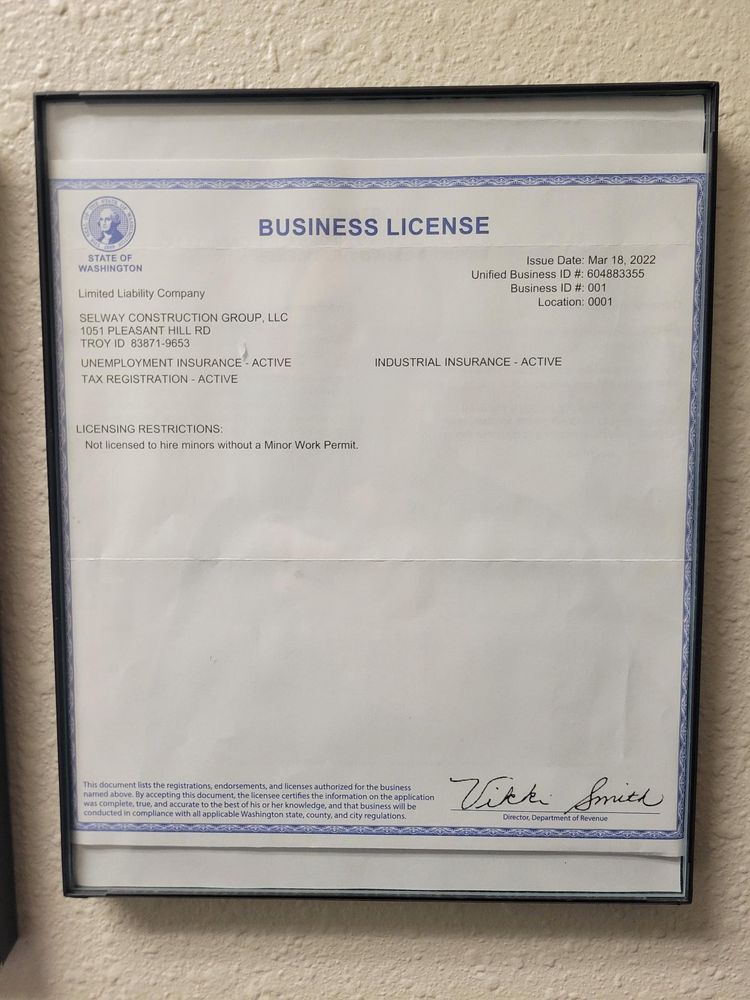 BUSINESS LICENSE
STATE OF
WASHINGTON
Issue Date: Mar 18, 2022
Unified Business ID #: 604883355
Business ID #: 001
Location: 0001
Limited Liability Company
SELWAY CONSTRUCTION GROUP, LLC
1051 PLEASANT HILL RD
TROY ID 83871-9653
UNEMPLOYMENT INSURANCE - ACTIVE INDUSTRIAL INSURANCE - ACTIVE
TAX REGISTRATION - ACTIVE
LICENSING RESTRICTIONS:
Not licensed to hire minors without a Minor Work Permit.
This document lists the registrations, endorsements, and licenses authorized for the business
named above. By accepting this document, the licensee certifies the information on the application
was complete, true, and accurate to the best of his or her knowledge, and that business will be
conducted in compliance with all applicable Washington state, county, and city regulations.
Vikki Smith
Director, Department of Revenue